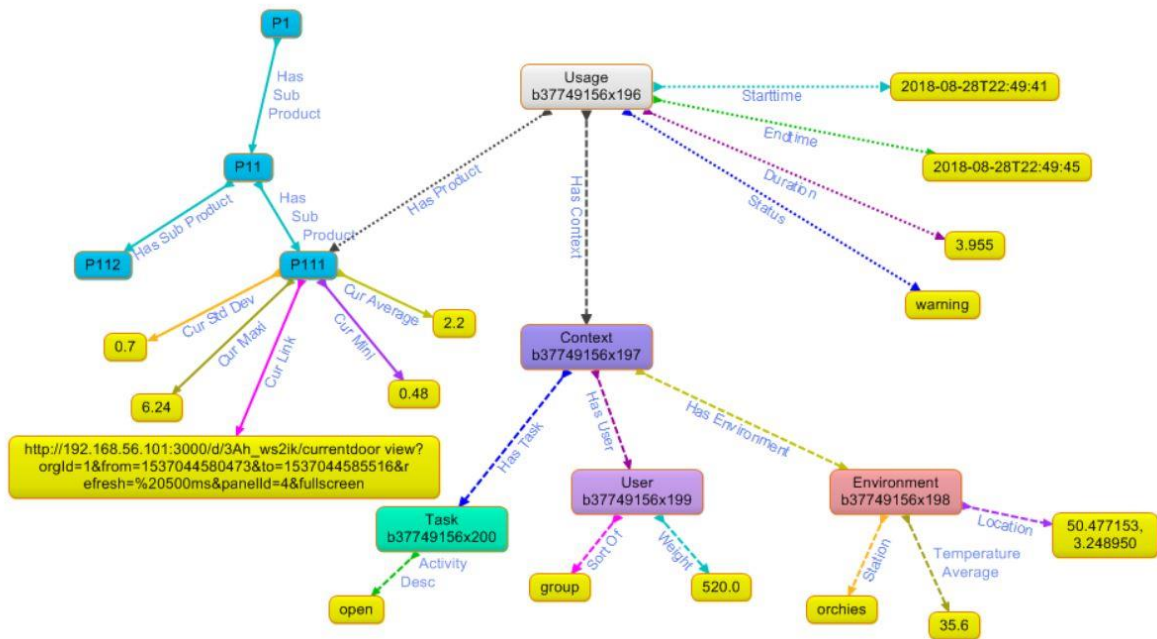 P1
Has
Sub
Product
Usage
b37749156x196
Starttime
2018-08-28T22:49:41
Endtime
2018-08-28T22:49:45
Duration
Status
3.955
warning
P11
Has Sub Product
Has
Sub
Product
Has Product
Has Context
P112
P111
Cur Std Dev
Cur Maxi
Cur Link
Cur Mini
Cur Average
0.7
2.2
6.24
0.48
http://192.168.56.101:3000/d/3Ah_ws2ik/currentdoor view?
orgId=1&from=1537044580473&to=1537044585516&r
efresh=%20500ms&panelId=4&fullscreen
Context
b37749156x197
Has Task
Has User
Has Environment
Task
b37749156x200
User
b37749156x199
Environment
b37749156x198
Activity
Desc
open
Sort Of
Weight
group
520.0
Station
Temperature
Average
Location
50.477153,
3.248950
orchies
35.6